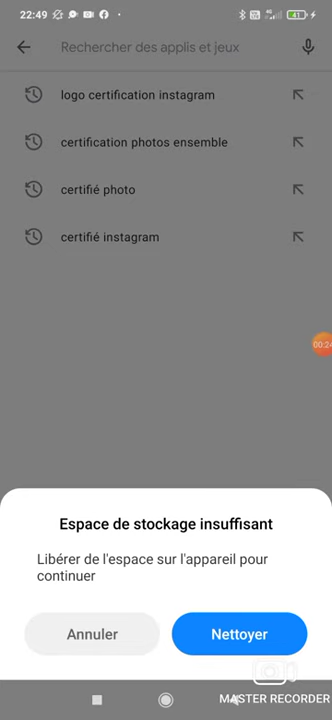 22:49
41
Rechercher des applis et jeux
logo certification instagram
certification photos ensemble
certifié photo
certifié instagram
00:24
Espace de stockage insuffisant
Libérer de l'espace sur l'appareil pour
continuer
Annuler
Nettoyer
MASTER RECORDER